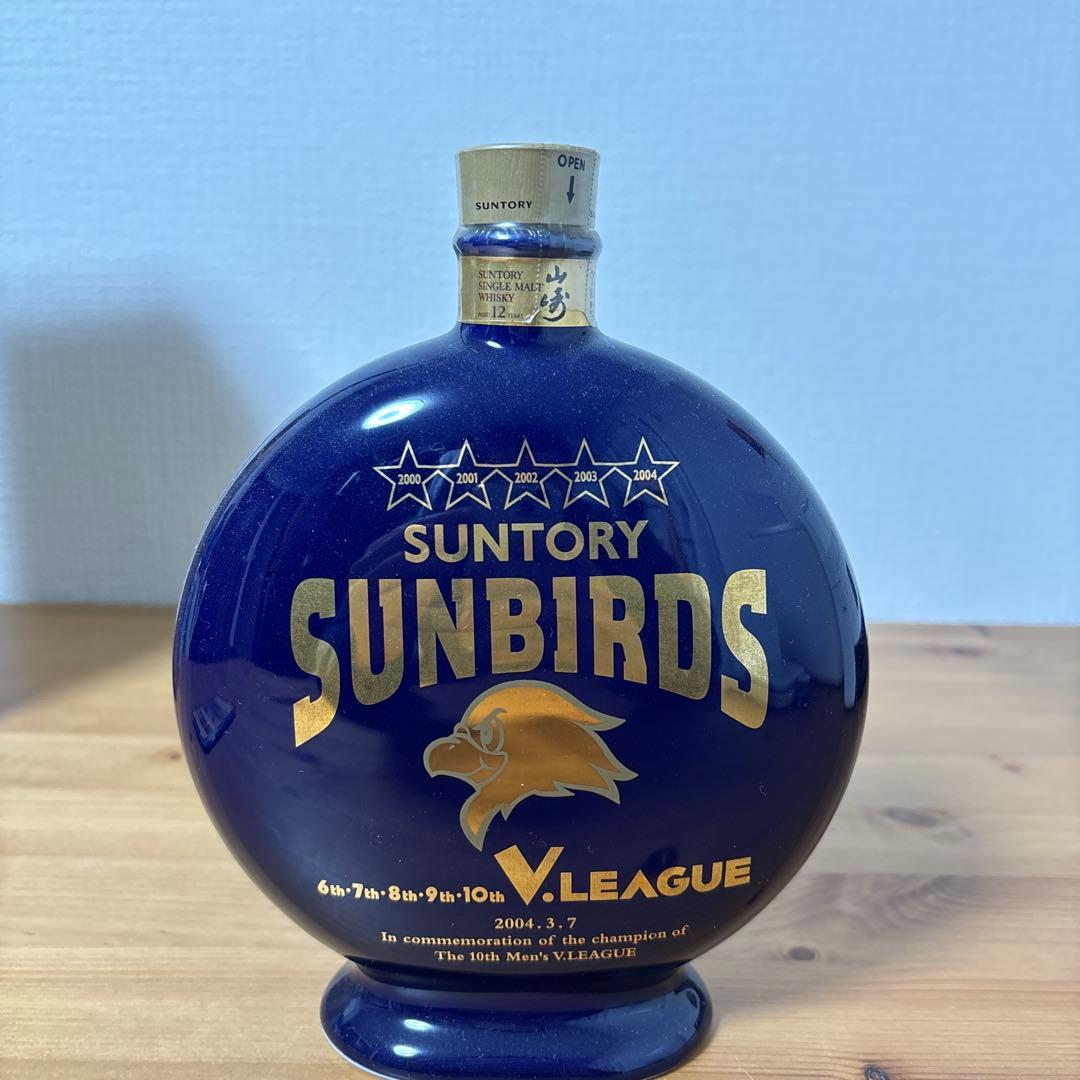 OPEN
SUNTORY
SUNTORY
SINGLE MALT
WHISKY
AGED 12 YEARS
山崎
2000 2001 2002 2003 2004
SUNTORY
SUNBIRDS
6th・7th・8th・9th・10th V.LEAGUE
2004.3.7
In commemoration of the champion of
The 10th Men's V.LEAGUE